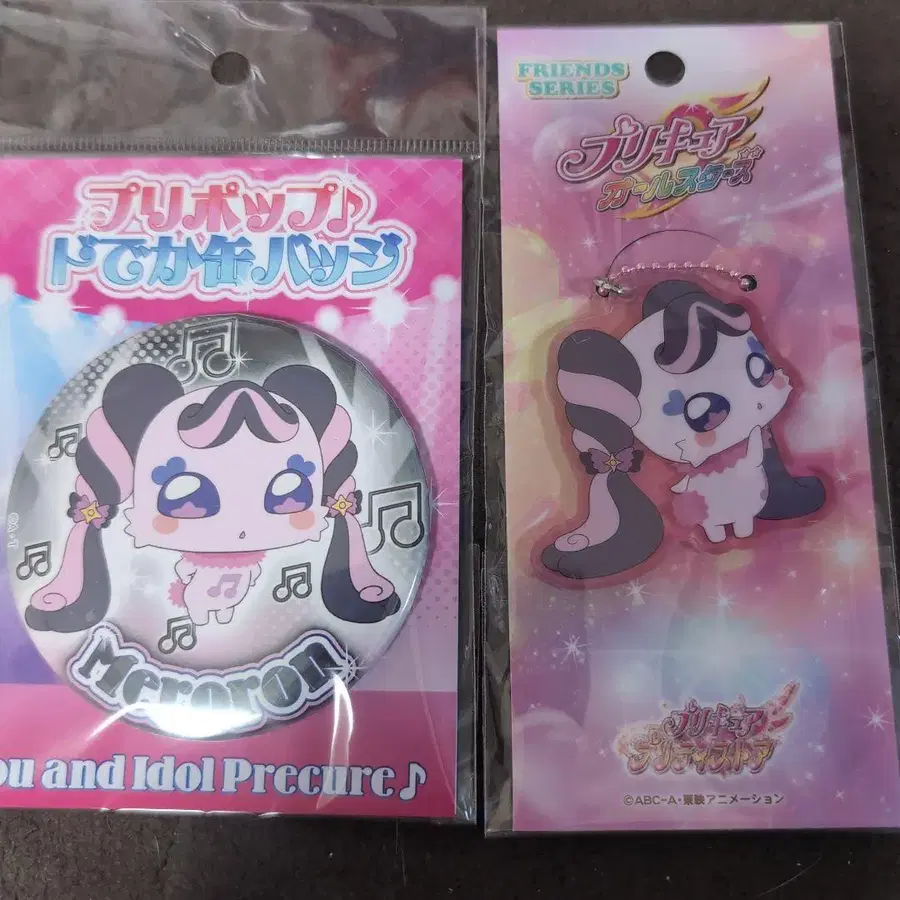 プリポップ♪
ドでか缶バッジ
©A・T
Meroron
ou and Idol Precure♪
FRIENDS
SERIES
プリキュア
オールスターズ
プリキュア
プリティストア
©ABC-A・東映アニメーション